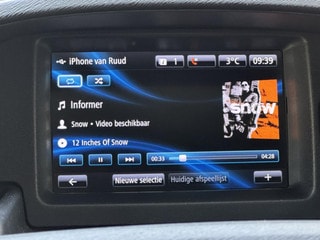 iPhone van Ruud 1 3°C 09:39
Informer
Snow • Video beschikbaar
snow
12 Inches Of Snow
00:33 04:28
Nieuwe selectie Huidige afspeellijst +